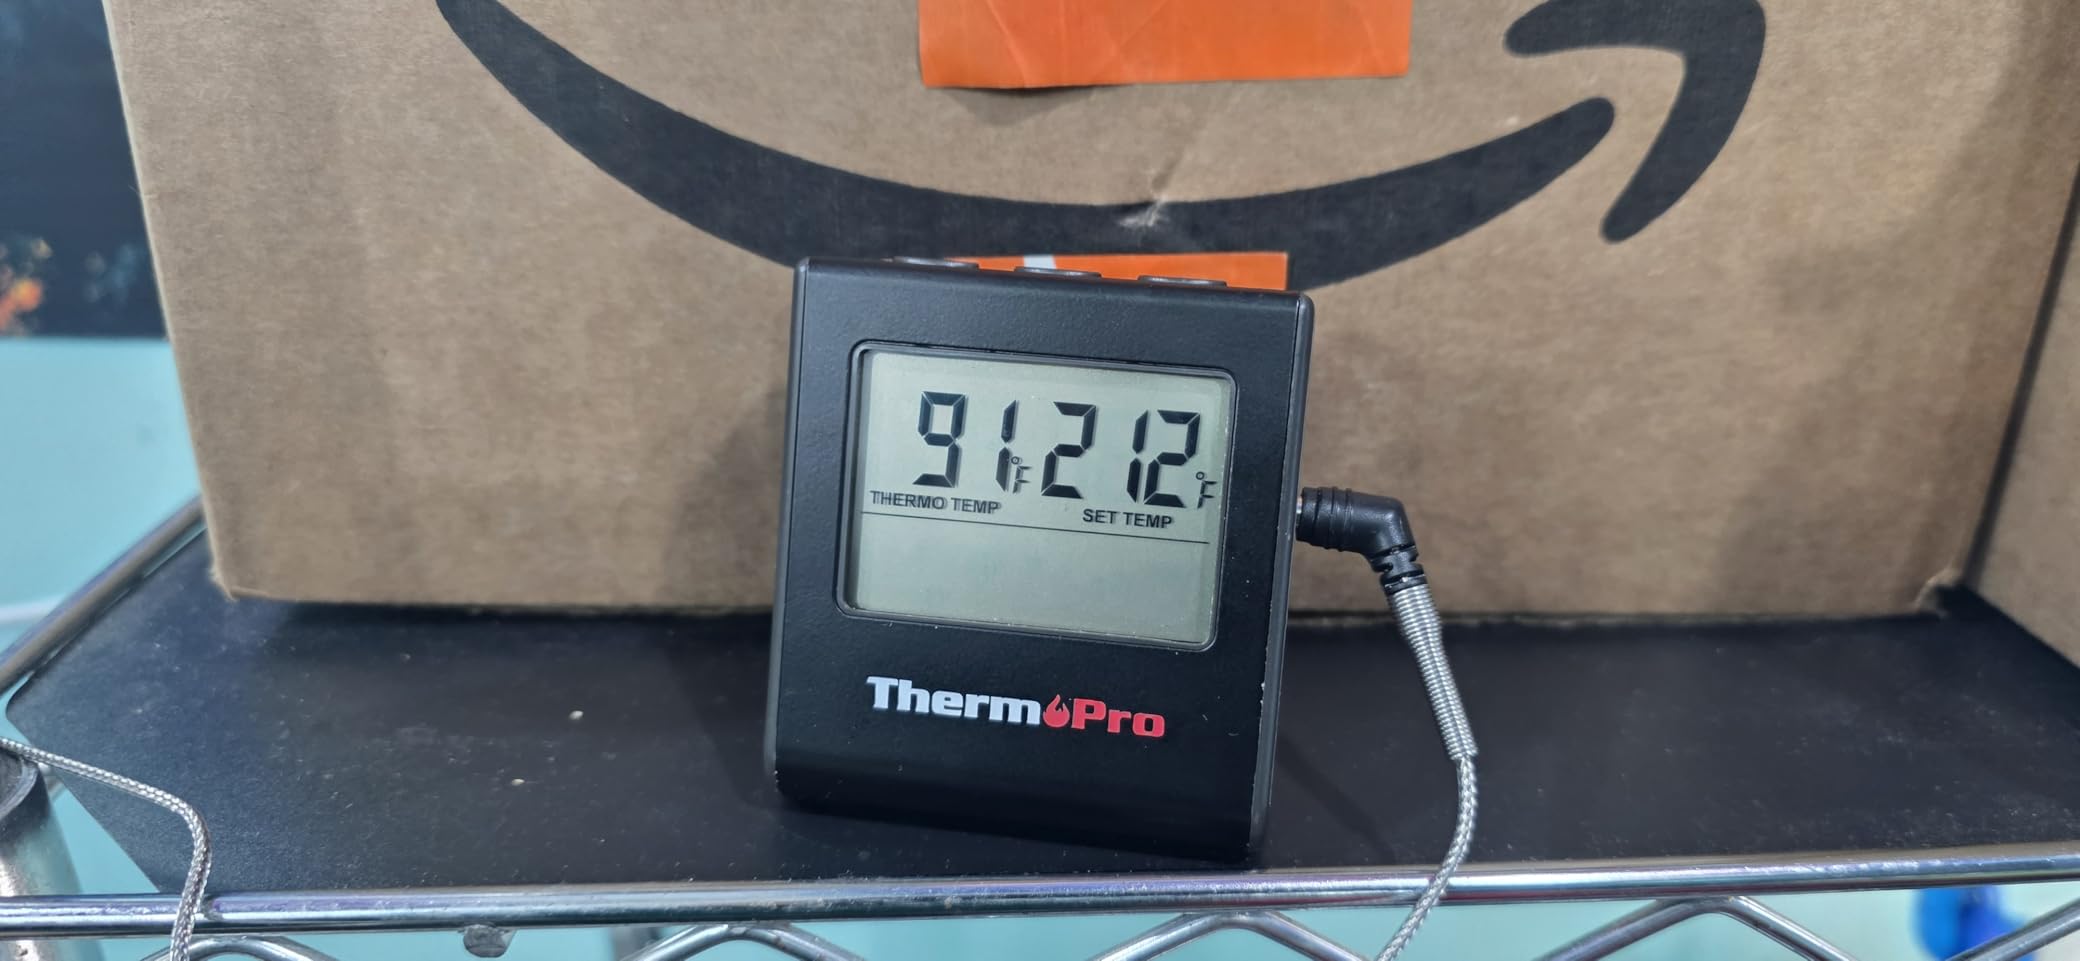 91°F 212°F
THERMO TEMP SET TEMP
ThermoPro